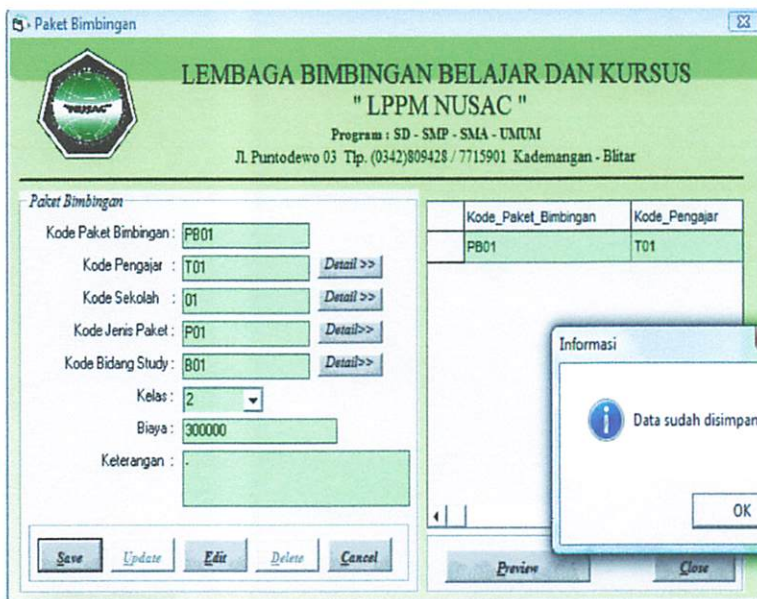 Paket Bimbingan
"NUSAC"
LEMBAGA BIMBINGAN BELAJAR DAN KURSUS
" LPPM NUSAC "
Program : SD - SMP - SMA - UMUM
Jl. Puntodewo 03 Tlp. (0342)809428 / 7715901 Kademangan - Blitar
Paket Bimbingan
Kode Paket Bimbingan : PB01
Kode Pengajar : T01 Detail >>
Kode Sekolah : 01 Detail >>
Kode Jenis Paket : P01 Detail>>
Kode Bidang Study : B01 Detail>>
Kelas : 2
Biaya : 300000
Keterangan : .
Save Update Edit Delete Cancel
Kode_Paket_Bimbingan Kode_Pengajar
PB01 T01
Informasi
Data sudah disimpan
OK
Preview Close